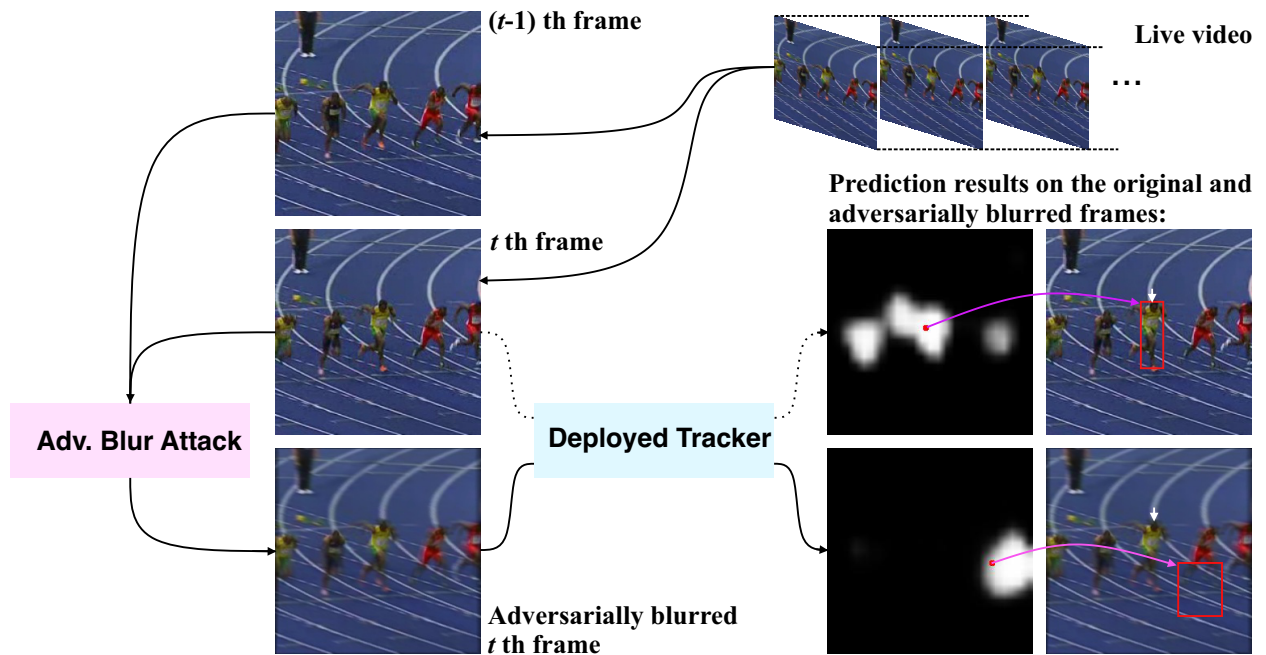 (t-1) th frame
Live video
...
Prediction results on the original and
adversarially blurred frames:
t th frame
Adv. Blur Attack
Deployed Tracker
Adversarially blurred
t th frame